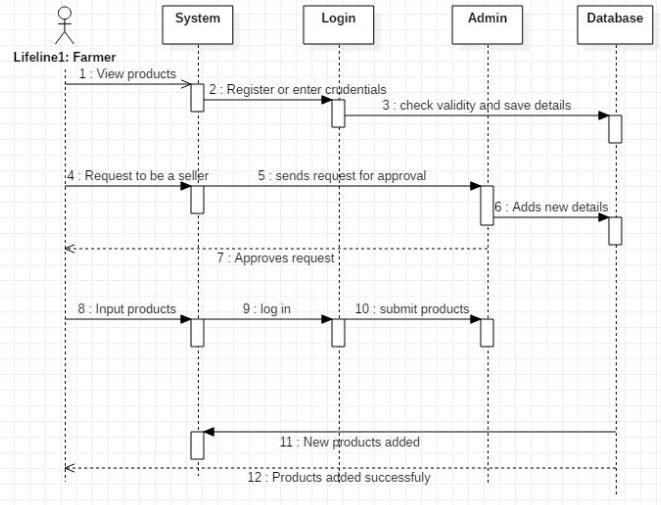 System
Login
Admin
Database
Lifeline1: Farmer
1 : View products
2 : Register or enter credentials
3 : check validity and save details
4 : Request to be a seller
5 : sends request for approval
6 : Adds new details
7 : Approves request
8 : Input products
9 : log in
10 : submit products
11 : New products added
12 : Products added successfuly